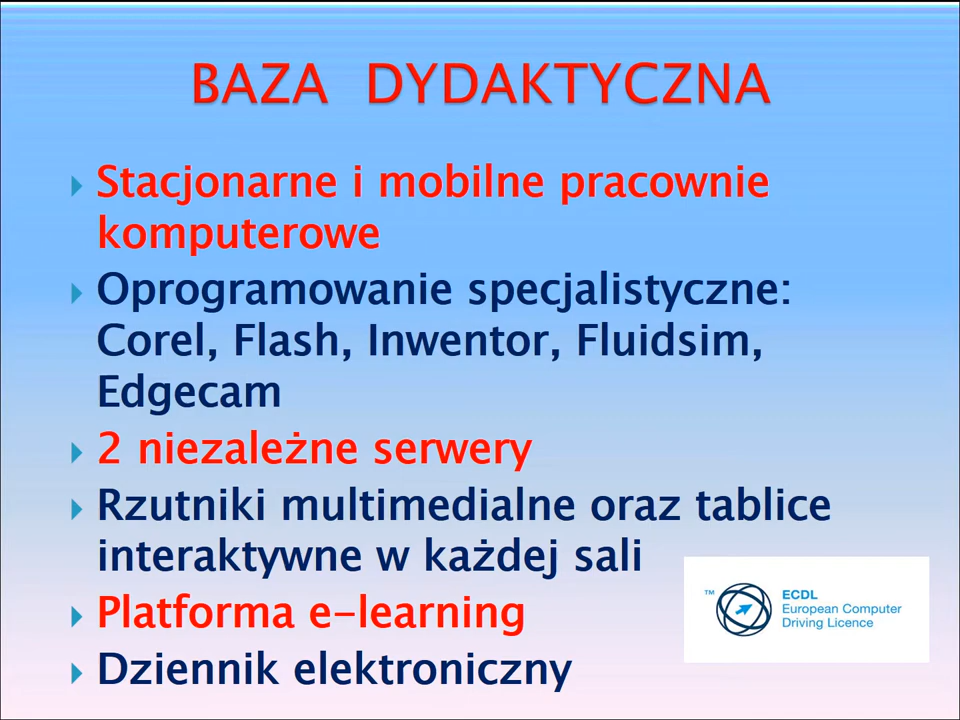 BAZA DYDAKTYCZNA
Stacjonarne i mobilne pracownie
komputerowe
Oprogramowanie specjalistyczne:
Corel, Flash, Inwentor, Fluidsim,
Edgecam
2 niezależne serwery
Rzutniki multimedialne oraz tablice
interaktywne w każdej sali
Platforma e-learning
Dziennik elektroniczny
™ ECDL
European Computer
Driving Licence